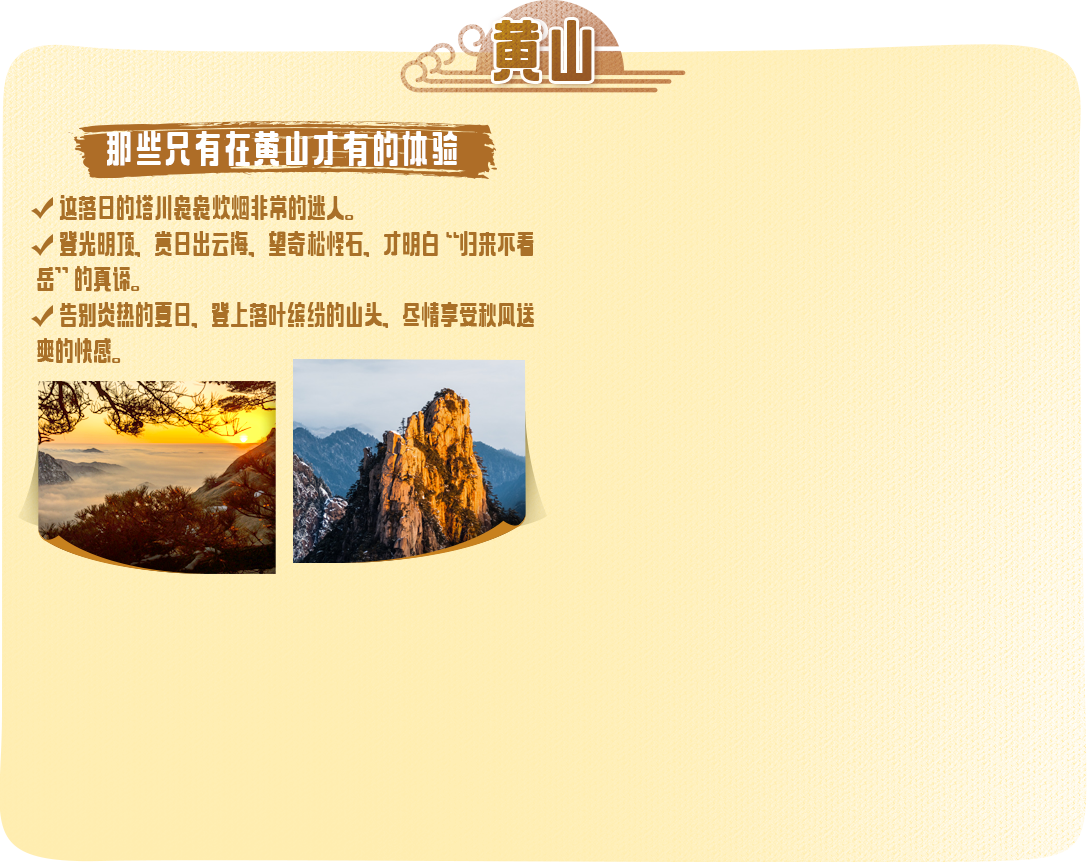 黄山
那些只有在黄山才有的体验
这落日的塔川袅袅炊烟非常的迷人。
登光明顶，赏日出云海，望奇松怪石，才明白“归来不看
岳”的真谛。
告别炎热的夏日，登上落叶缤纷的山头，尽情享受秋风送
爽的快感。